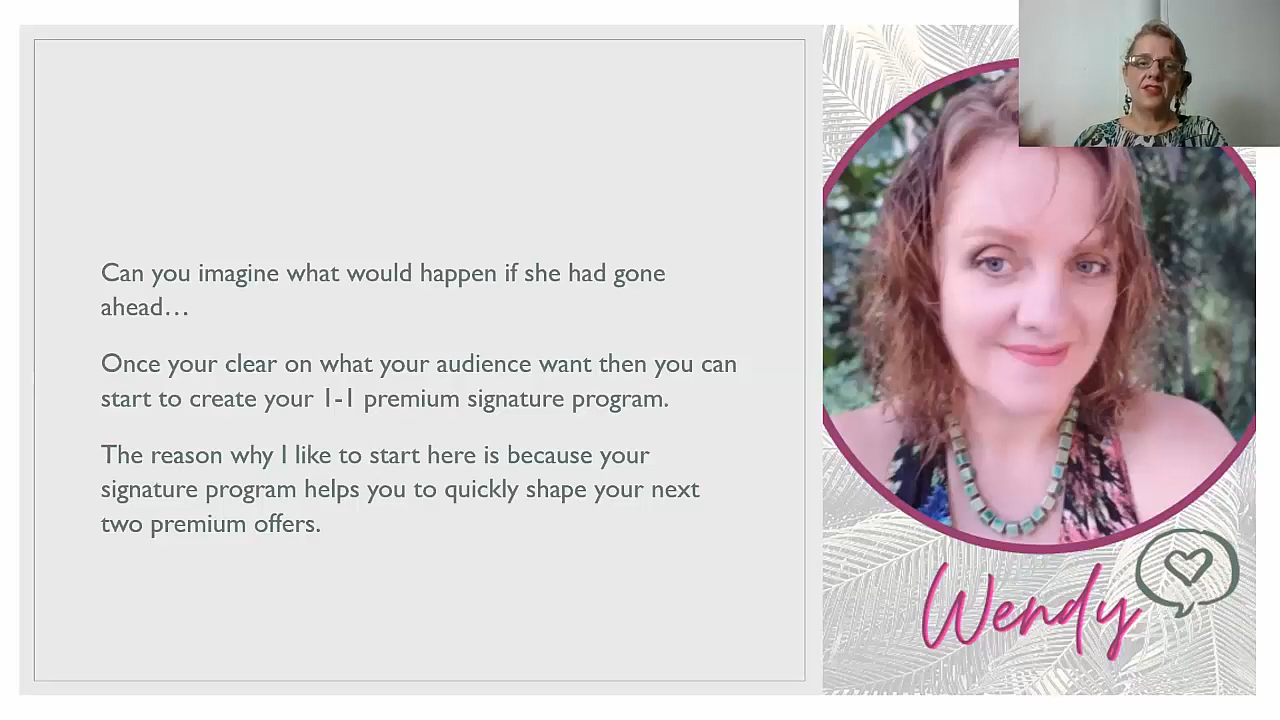 Can you imagine what would happen if she had gone
ahead…
Once your clear on what your audience want then you can
start to create your 1-1 premium signature program.
The reason why I like to start here is because your
signature program helps you to quickly shape your next
two premium offers.
Wendy